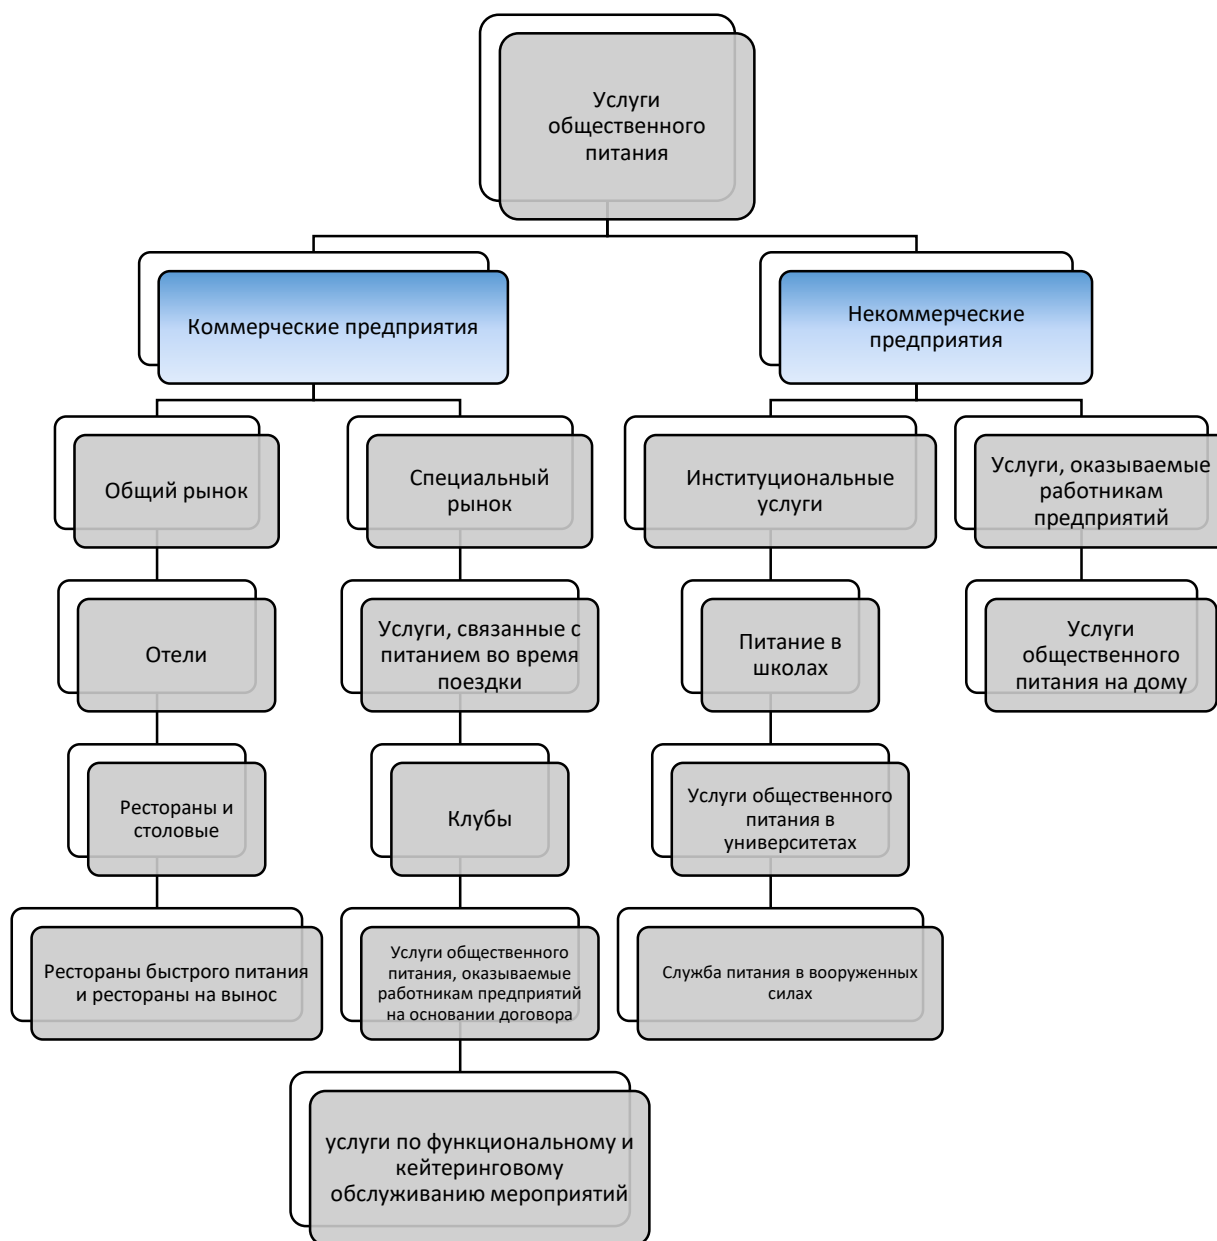 Услуги
общественного
питания
Коммерческие предприятия
Некоммерческие
предприятия
Общий рынок
Специальный
рынок
Институциональные
услуги
Услуги, оказываемые
работникам
предприятий
Отели
Услуги, связанные с
питанием во время
поездки
Питание в
школах
Услуги
общественного
питания на дому
Рестораны и
столовые
Клубы
Услуги общественного
питания в
университетах
Рестораны быстрого питания
и рестораны на вынос
Услуги общественного
питания, оказываемые
работникам предприятий
на основании договора
Служба питания в вооруженных
силах
услуги по функциональному и
кейтеринговому
обслуживанию мероприятий